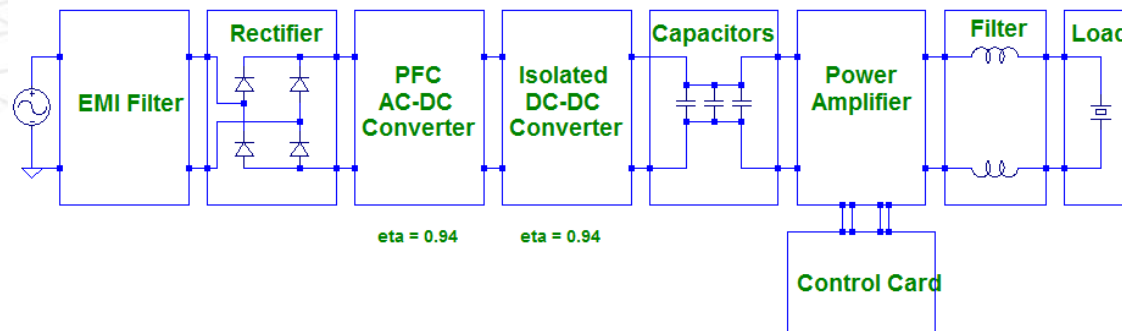 EMI Filter
Rectifier
PFC
AC-DC
Converter
eta = 0.94
Isolated
DC-DC
Converter
eta = 0.94
Capacitors
Power
Amplifier
Control Card
Filter
Load